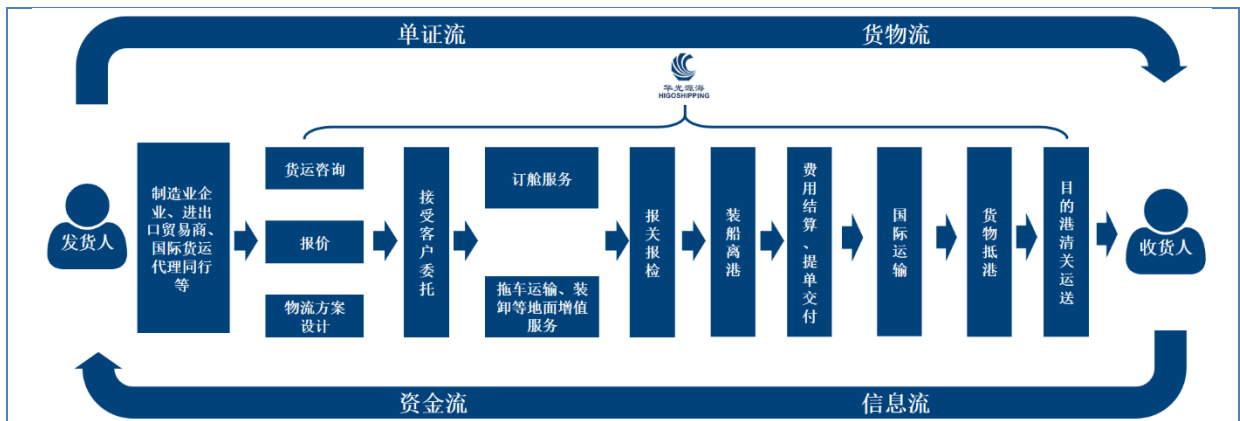 单证流
货物流
华光源海
HIGOSHIPPING
发货人
制造业企
业、进出
口贸易商、
国际货运
代理同行
等
货运咨询
报价
物流方案
设计
接受客户委托
订舱服务
拖车运输、装
卸等地面增值
服务
报关报检
装船离港
费用结算、提单交付
国际运输
货物抵港
目的港清关运送
收货人
资金流
信息流